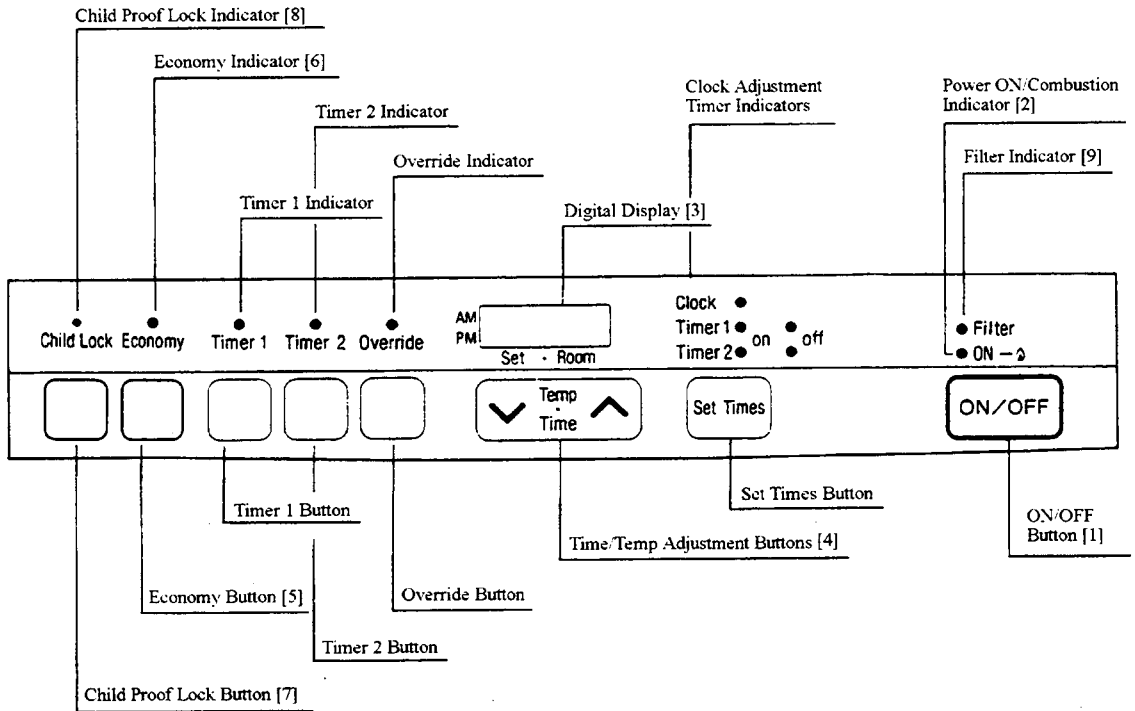 Child Proof Lock Indicator [8]
Economy Indicator [6]
Timer 2 Indicator
Override Indicator
Timer 1 Indicator
Clock Adjustment
Timer Indicators
Digital Display [3]
Power ON/Combustion
Indicator [2]
Filter Indicator [9]
Child Lock
Economy
Timer 1
Timer 2
Override
AM
PM
Set · Room
Clock
Timer 1 on off
Timer 2
Filter
ON –
Temp
·
Time
Set Times
ON/OFF
Timer 1 Button
Set Times Button
Time/Temp Adjustment Buttons [4]
ON/OFF
Button [1]
Economy Button [5]
Override Button
Timer 2 Button
Child Proof Lock Button [7]